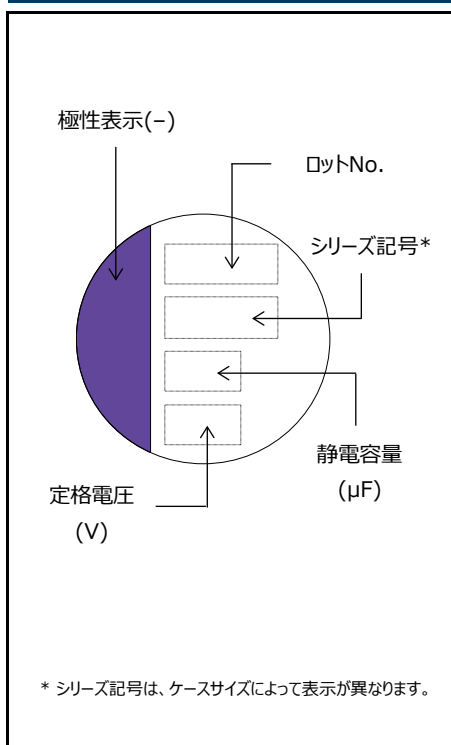 極性表示(–)
ロットNo.
シリーズ記号*
静電容量
(μF)
定格電圧
(V)
* シリーズ記号は、ケースサイズによって表示が異なります。